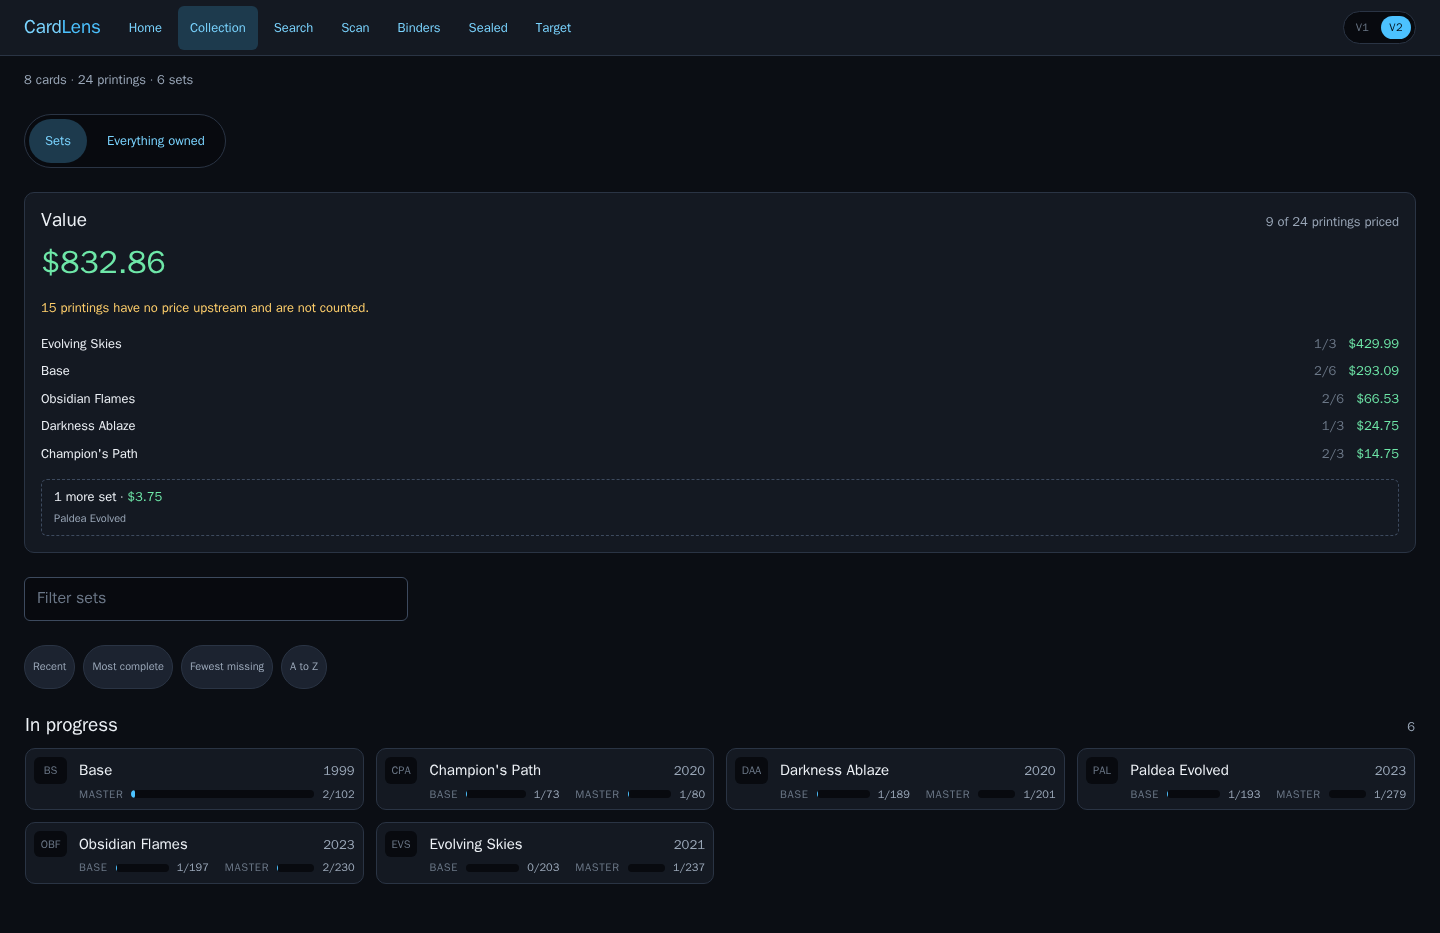 CardLens Home Collection Search Scan Binders Sealed Target V1 V2
8 cards · 24 printings · 6 sets
Sets Everything owned
Value 9 of 24 printings priced
$832.86
15 printings have no price upstream and are not counted.
Evolving Skies 1/3 $429.99
Base 2/6 $293.09
Obsidian Flames 2/6 $66.53
Darkness Ablaze 1/3 $24.75
Champion's Path 2/3 $14.75
1 more set · $3.75
Paldea Evolved
Filter sets
Recent Most complete Fewest missing A to Z
In progress 6
BS Base 1999
MASTER 2/102
CPA Champion's Path 2020
BASE 1/73 MASTER 1/80
DAA Darkness Ablaze 2020
BASE 1/189 MASTER 1/201
PAL Paldea Evolved 2023
BASE 1/193 MASTER 1/279
OBF Obsidian Flames 2023
BASE 1/197 MASTER 2/230
EVS Evolving Skies 2021
BASE 0/203 MASTER 1/237